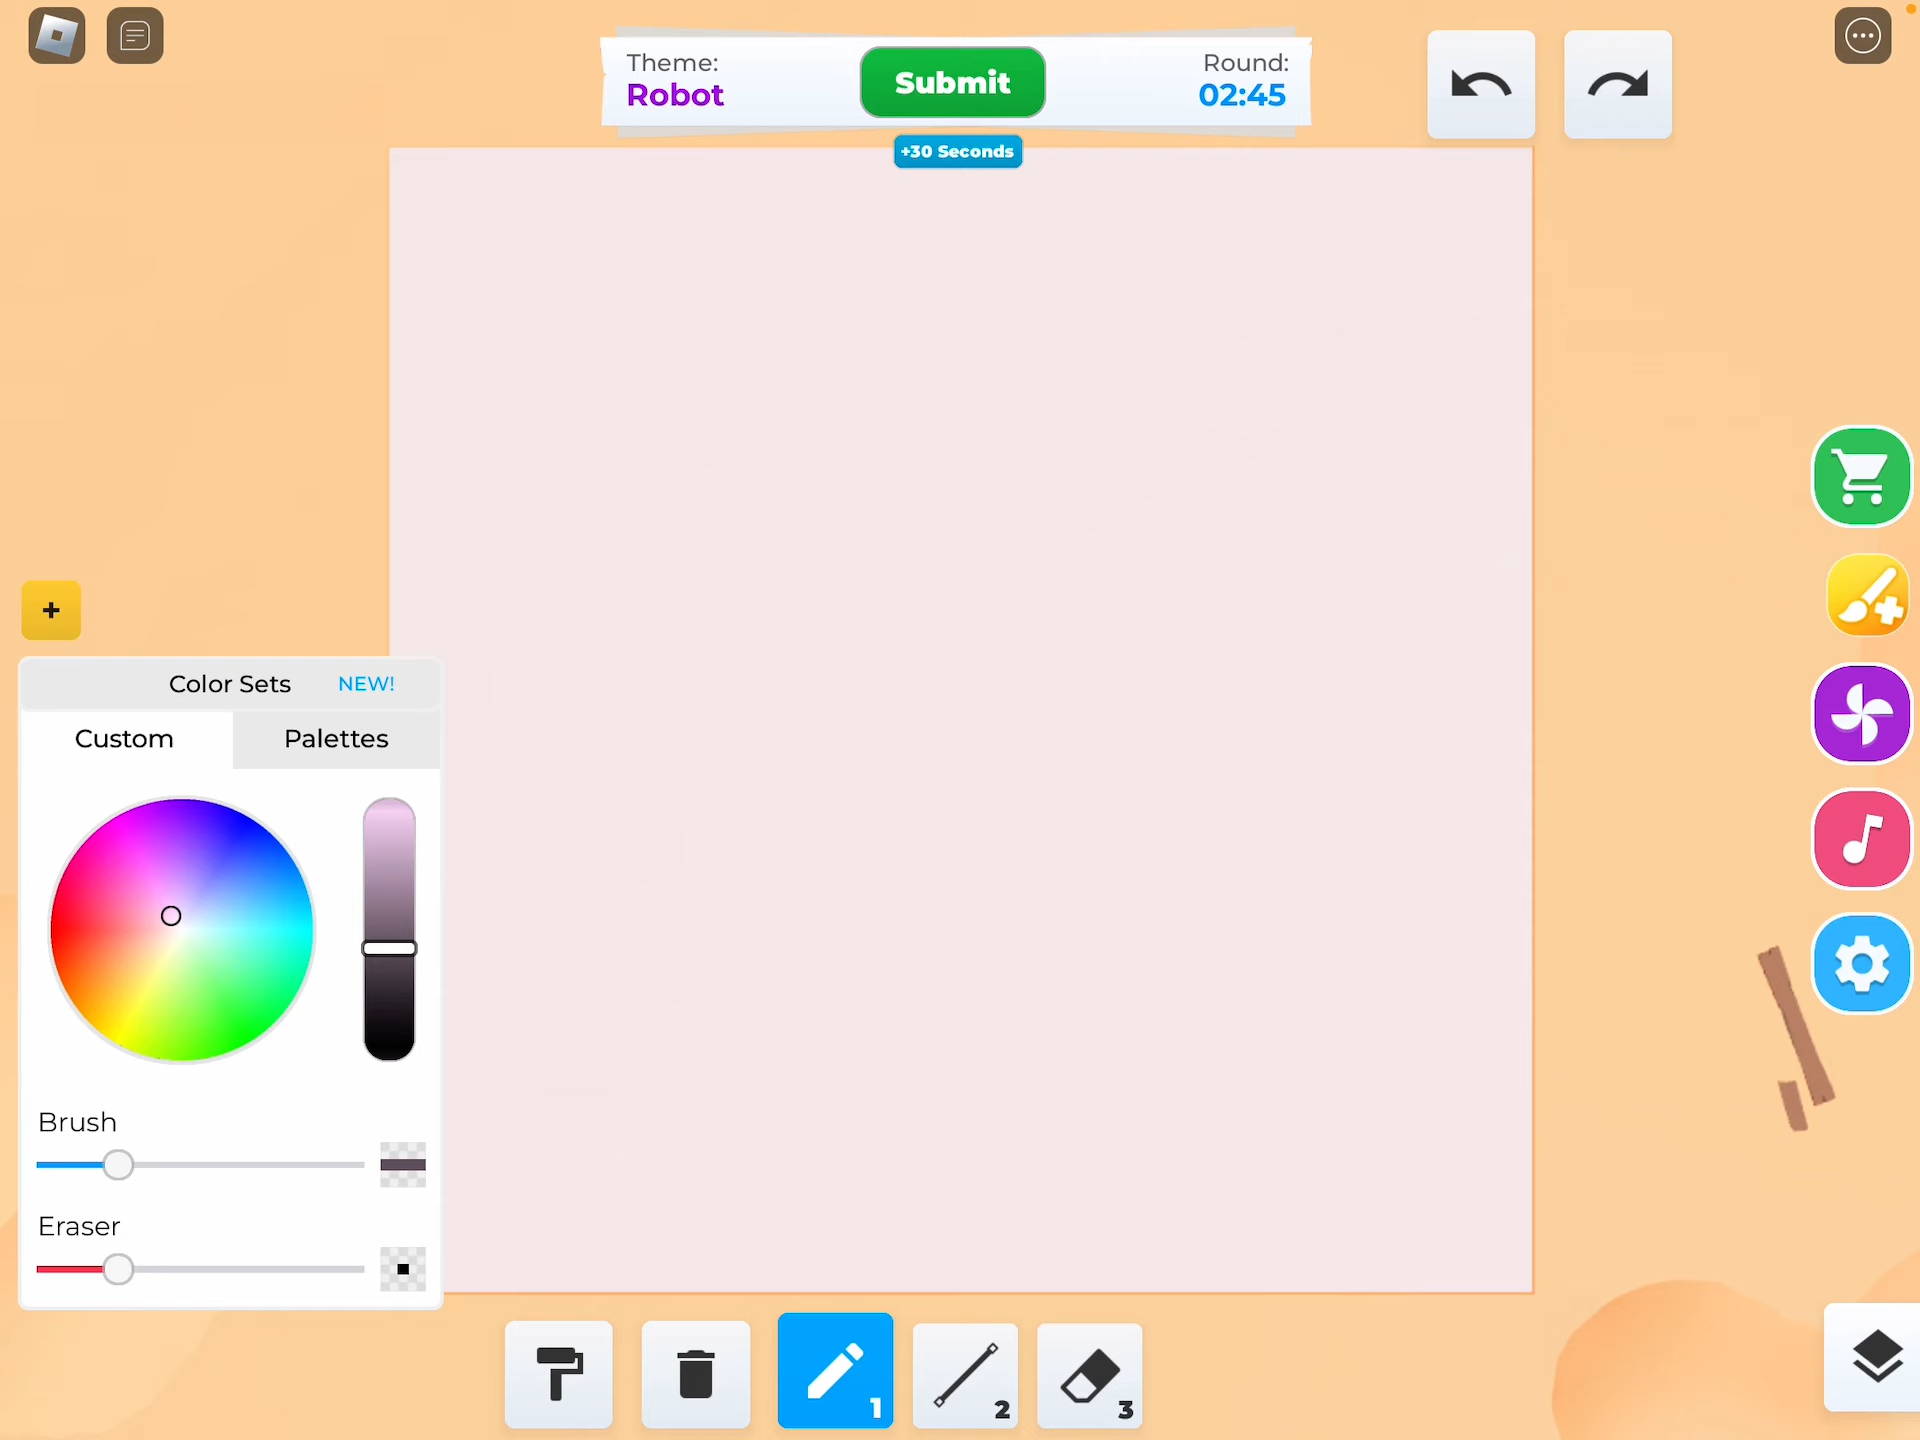 Theme:
Robot
Submit
Round:
02:45
+30 Seconds
+
Color Sets NEW!
Custom Palettes
Brush
Eraser
1
2
3